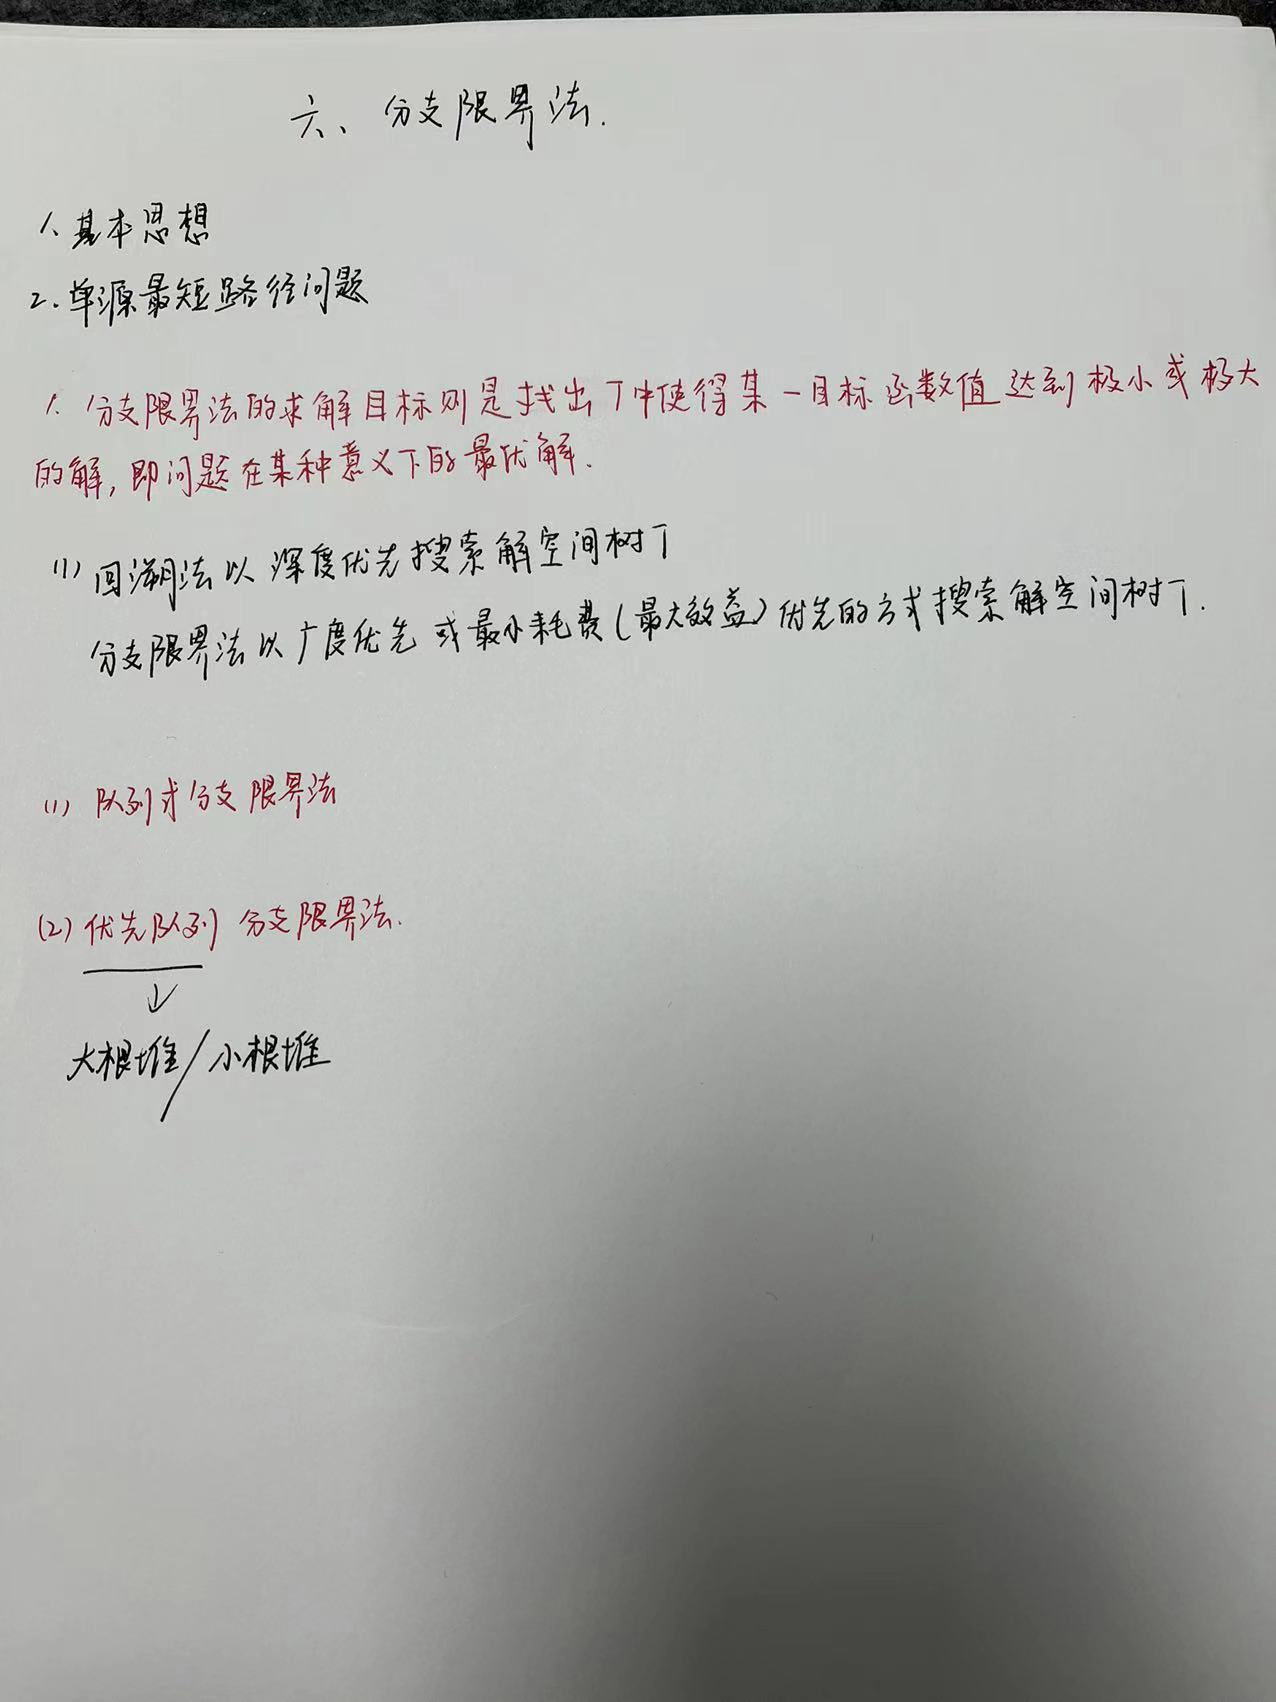 六、分支限界法.
1、基本思想
2.单源最短路径问题
1. 分支限界法的求解目标则是找出T中使得某一目标函数值达到极小或极大
的解,即问题在某种意义下的最优解.
(1) 回溯法以深度优先搜索解空间树T
分支限界法以广度优先或最小耗费(最大效益)优先的方式搜索解空间树T.
(1) 队列求分支限界法
(2) 优先队列 分支限界法.
↓
大根堆/小根堆